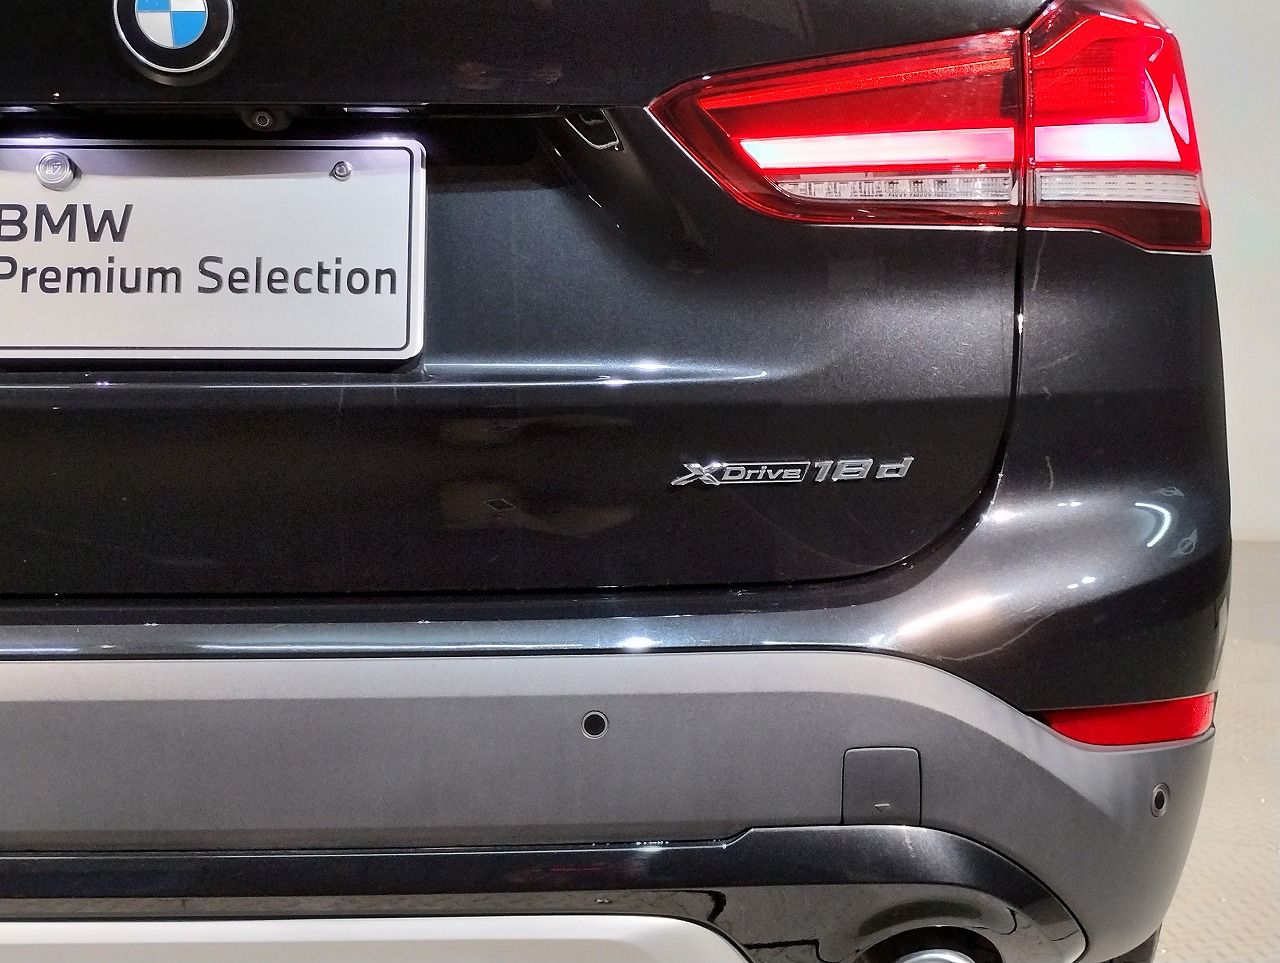 BMW
Premium Selection
XDrive 18d